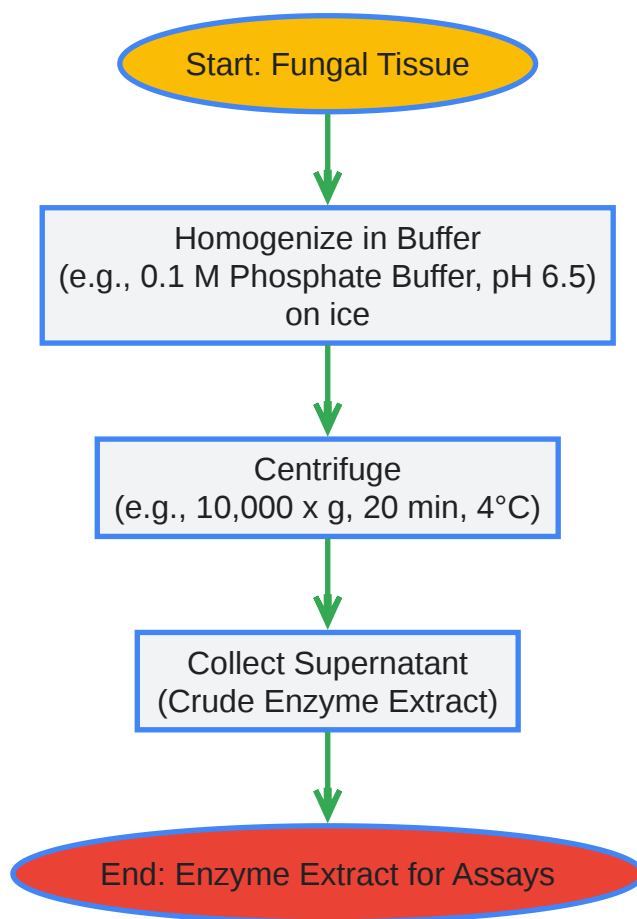 Start: Fungal Tissue
Homogenize in Buffer
(e.g., 0.1 M Phosphate Buffer, pH 6.5)
on ice
Centrifuge
(e.g., 10,000 x g, 20 min, 4°C)
Collect Supernatant
(Crude Enzyme Extract)
End: Enzyme Extract for Assays